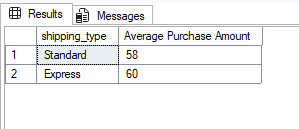 Results Messages
shipping_type Average Purchase Amount
1 Standard 58
2 Express 60